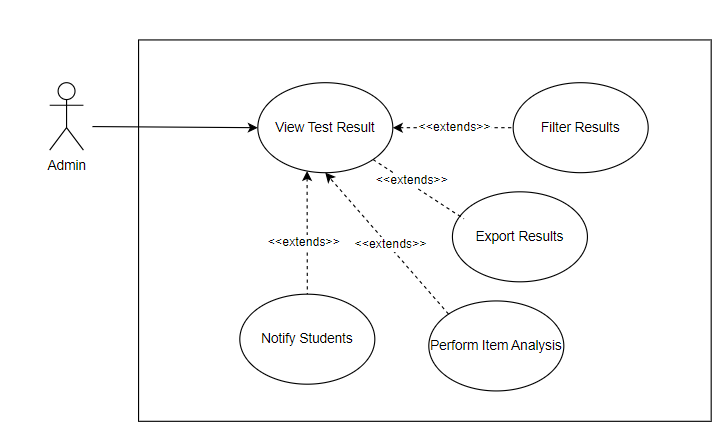 View Test Result
<<extends>>
Filter Results
Admin
<<extends>>
Export Results
<<extends>>
<<extends>>
Notify Students
Perform Item Analysis